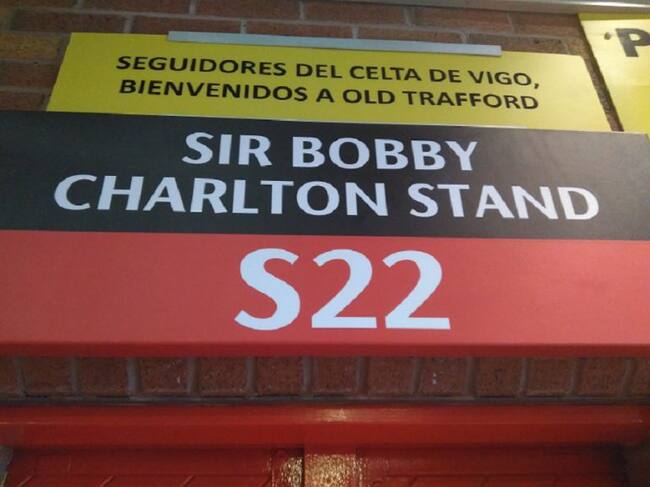 SEGUIDORES DEL CELTA DE VIGO,
BIENVENIDOS A OLD TRAFFORD
P
SIR BOBBY
CHARLTON STAND
S22